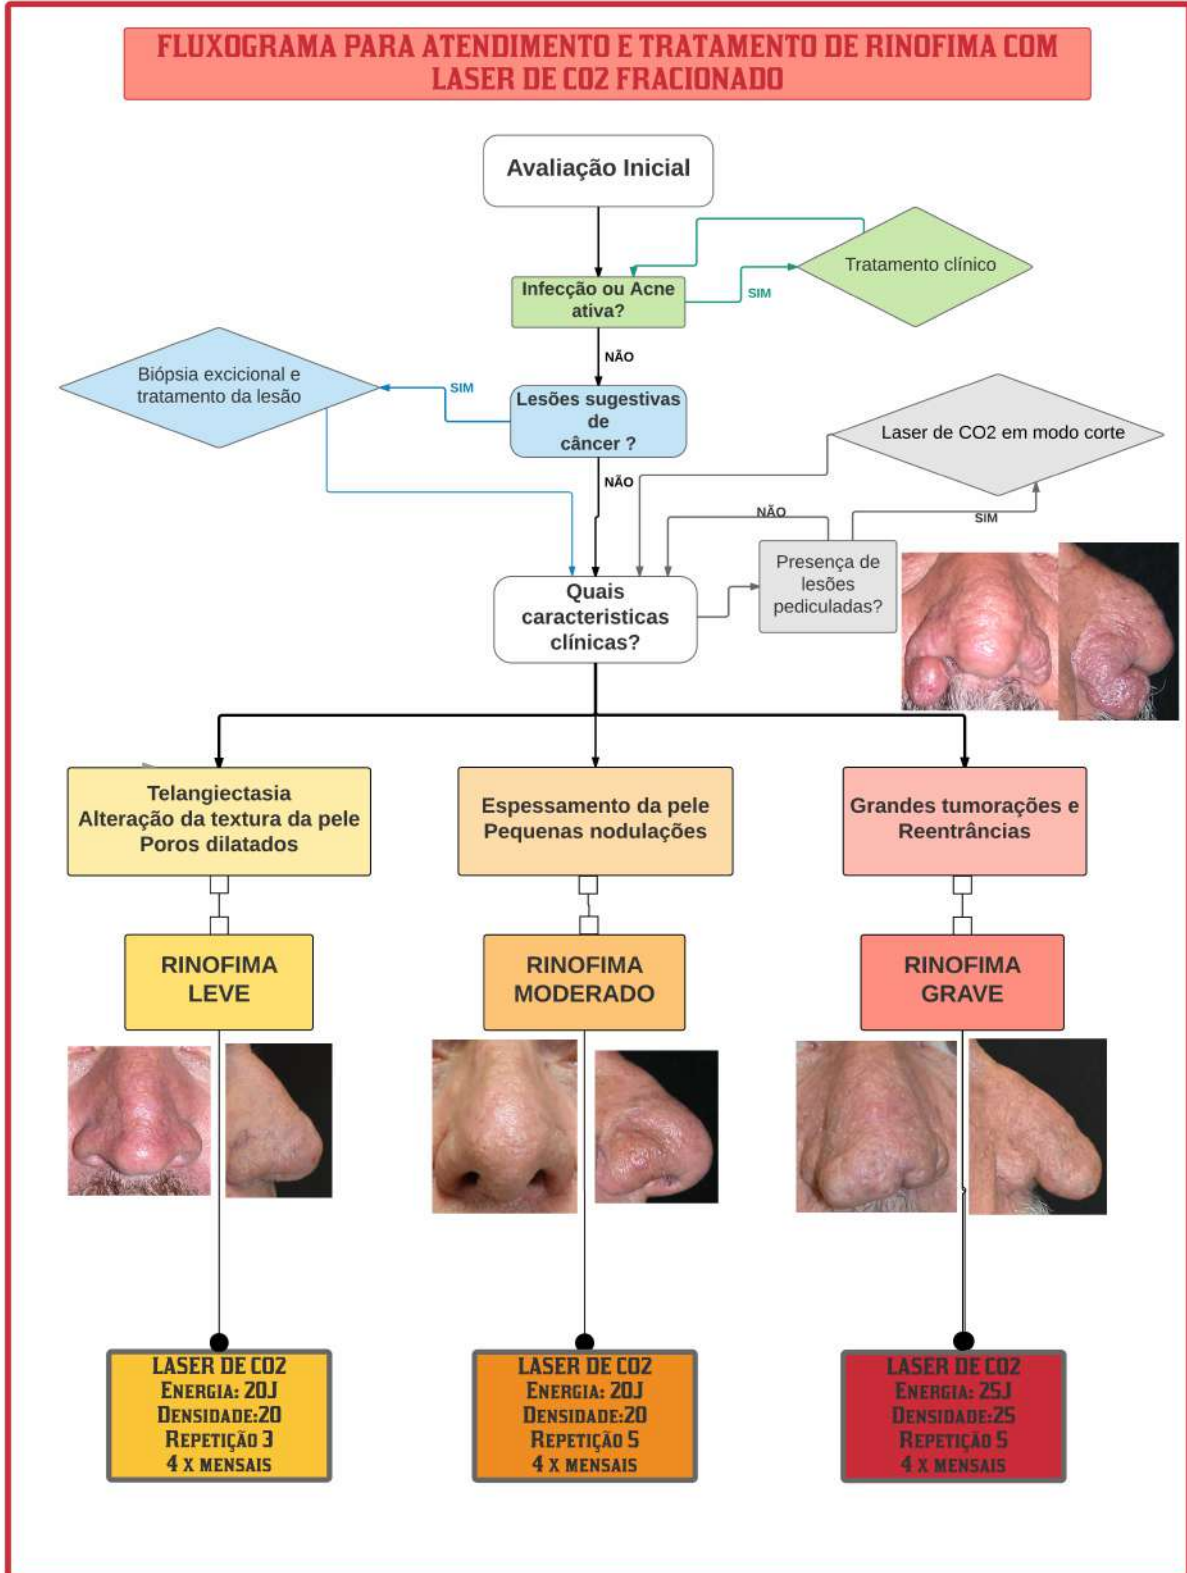 FLUXOGRAMA PARA ATENDIMENTO E TRATAMENTO DE RINOFIMA COM
LASER DE CO2 FRACIONADO
Avaliação Inicial
Tratamento clínico
Infecção ou Acne
ativa?
SIM
NÃO
Biópsia excicional e
tratamento da lesão
SIM
Lesões sugestivas
de
câncer ?
Laser de CO2 em modo corte
NÃO
NÃO
SIM
Presença de
lesões
pediculadas?
Quais
caracteristicas
clínicas?
Telangiectasia
Alteração da textura da pele
Poros dilatados
Espessamento da pele
Pequenas nodulações
Grandes tumorações e
Reentrâncias
RINOFIMA
LEVE
RINOFIMA
MODERADO
RINOFIMA
GRAVE
LASER DE CO2
ENERGIA: 20J
DENSIDADE:20
REPETIÇÃO 3
4 X MENSAIS
LASER DE CO2
ENERGIA: 20J
DENSIDADE:20
REPETIÇÃO 5
4 X MENSAIS
LASER DE CO2
ENERGIA: 25J
DENSIDADE:25
REPETIÇÃO 5
4 X MENSAIS